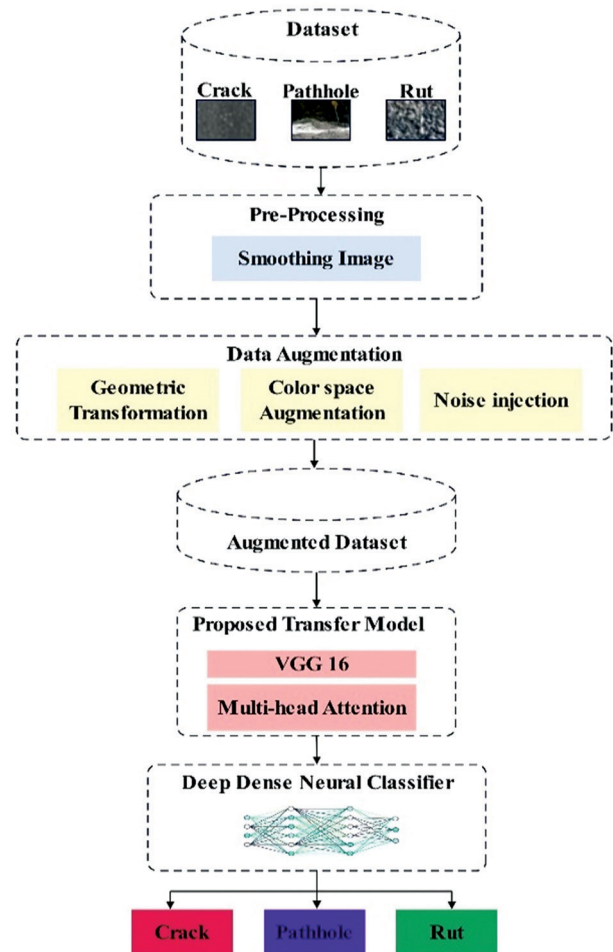 Dataset
Crack Pathhole Rut
Pre-Processing
Smoothing Image
Data Augmentation
Geometric
Transformation
Color space
Augmentation
Noise injection
Augmented Dataset
Proposed Transfer Model
VGG 16
Multi-head Attention
Deep Dense Neural Classifier
Crack Pathhole Rut